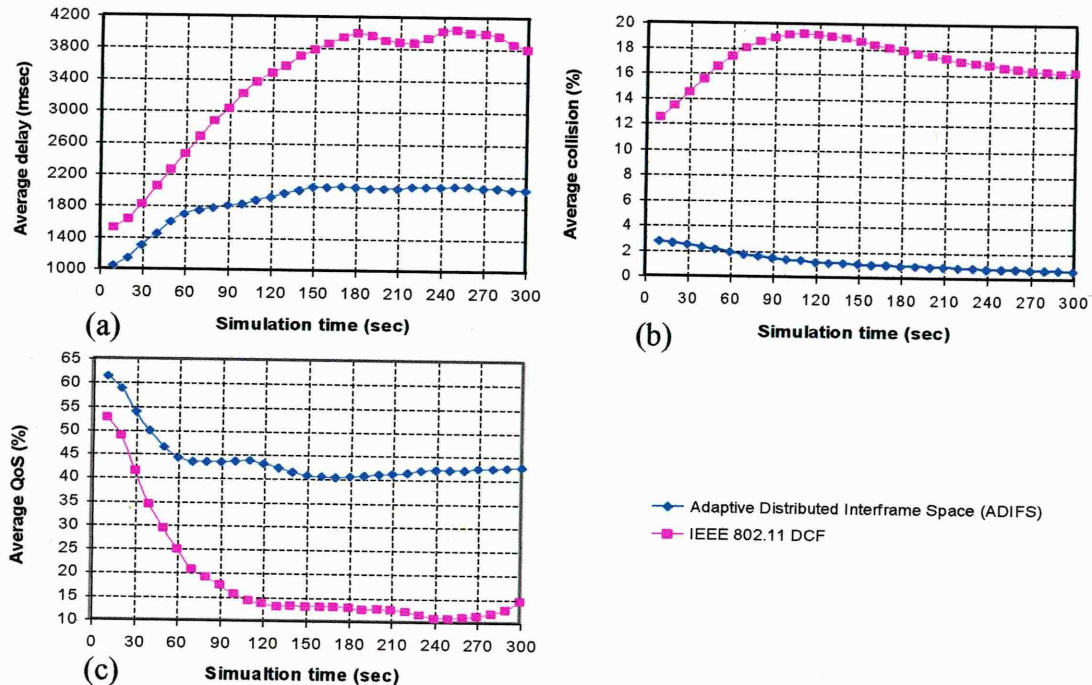 4200
3800
3400
3000
2600
2200
1800
1400
1000
Average delay (msec)
0 30 60 90 120 150 180 210 240 270 300
Simulation time (sec)
(a)
20
18
16
14
12
10
8
6
4
2
0
Average collision (%)
0 30 60 90 120 150 180 210 240 270 300
Simulation time (sec)
(b)
65
60
55
50
45
40
35
30
25
20
15
10
Average QoS (%)
0 30 60 90 120 150 180 210 240 270 300
Simualtion time (sec)
(c)
Adaptive Distributed Interframe Space (ADIFS)
IEEE 802.11 DCF